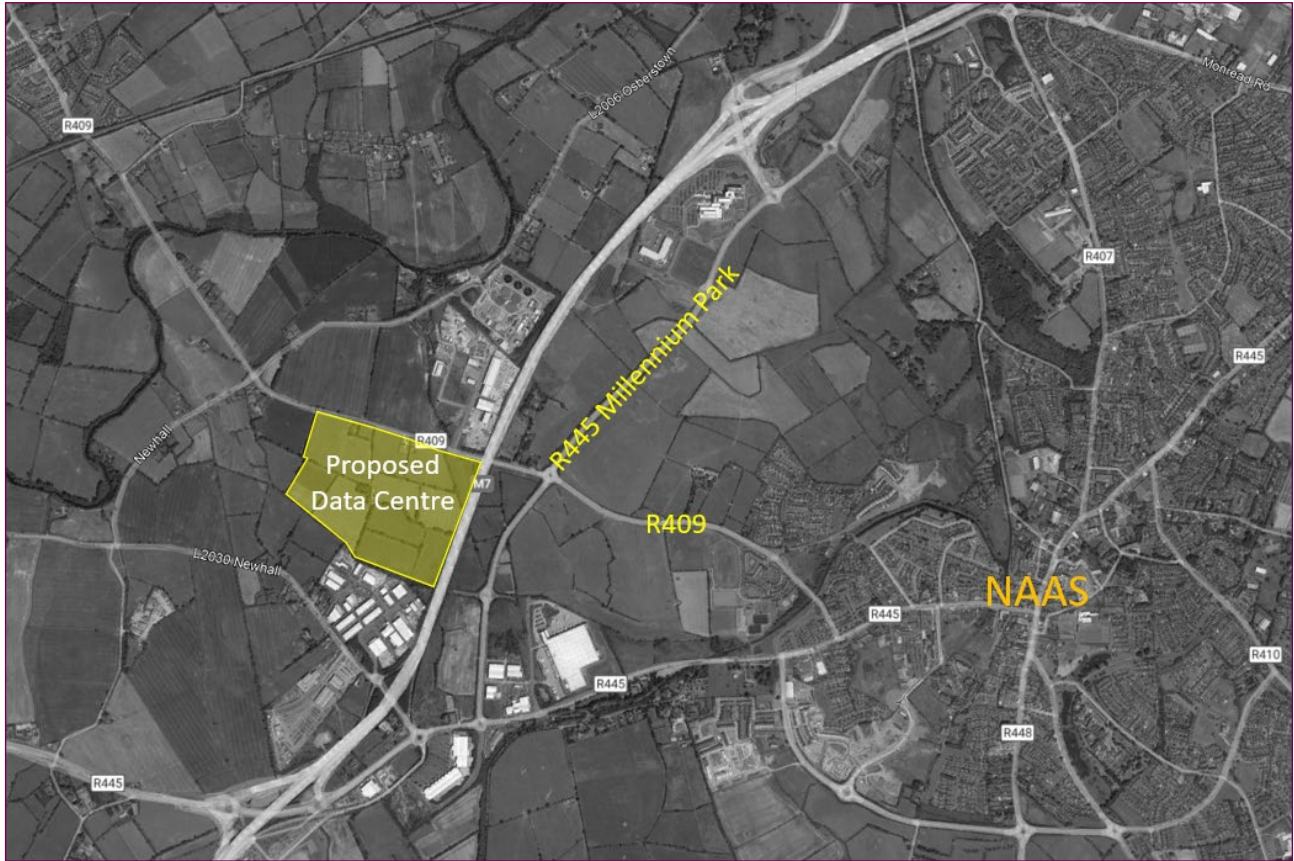 Monread Rd
L2006 Osberstown
R409
R407
R445 Millennium Park
R445
R409
Newhall
Proposed
Data Centre
M7
R409
L2030 Newhall
NAAS
R445
R445
R410
R448
R445